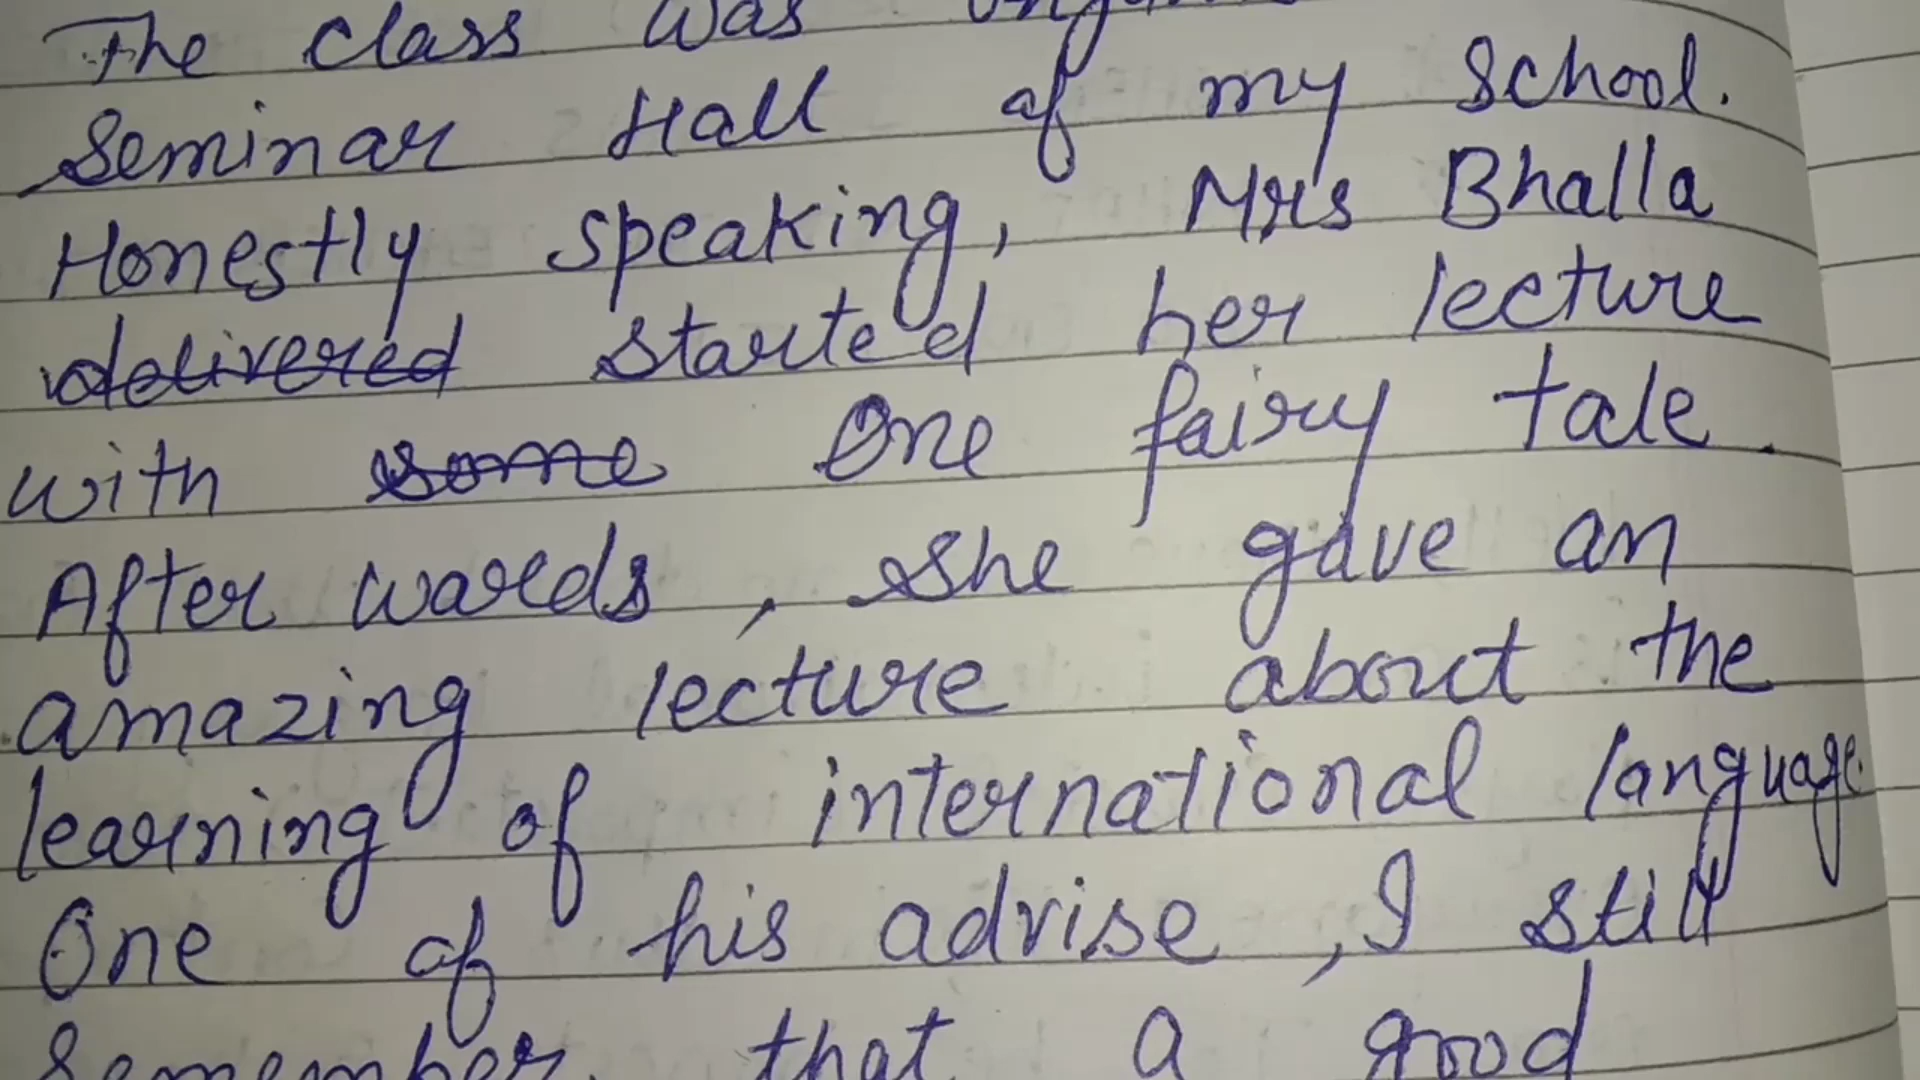 The class was
Seminar Hall of my School.
Honestly speaking, Mrs Bhalla
delivered started her lecture
with some One fairy tale.
After wards, She gave an
amazing lecture about the
learning of international language.
One of his advise, I still
remember that a good